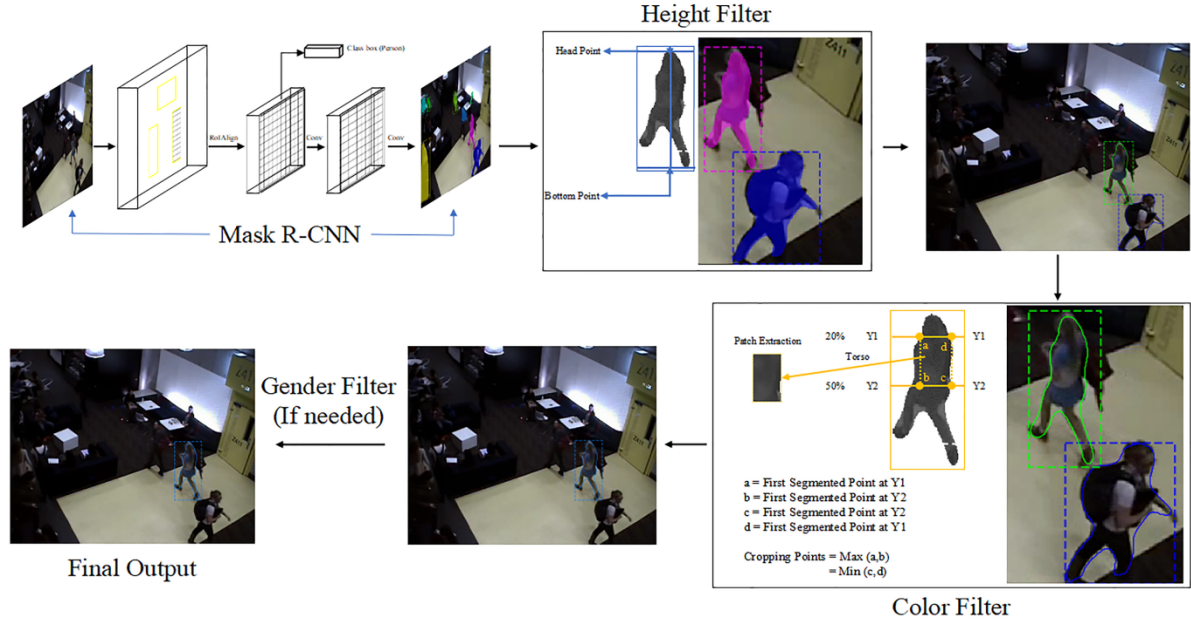 Height Filter
Class box (Person)
Head Point
RoIAlign
Conv
Conv
Bottom Point
Mask R-CNN
Z411
Patch Extraction
20%
Y1
Y1
a
d
Torso
b
c
50%
Y2
Y2
Gender Filter
(If needed)
a = First Segmented Point at Y1
b = First Segmented Point at Y2
c = First Segmented Point at Y2
d = First Segmented Point at Y1
Cropping Points = Max (a,b)
= Min (c,d)
Final Output
Color Filter